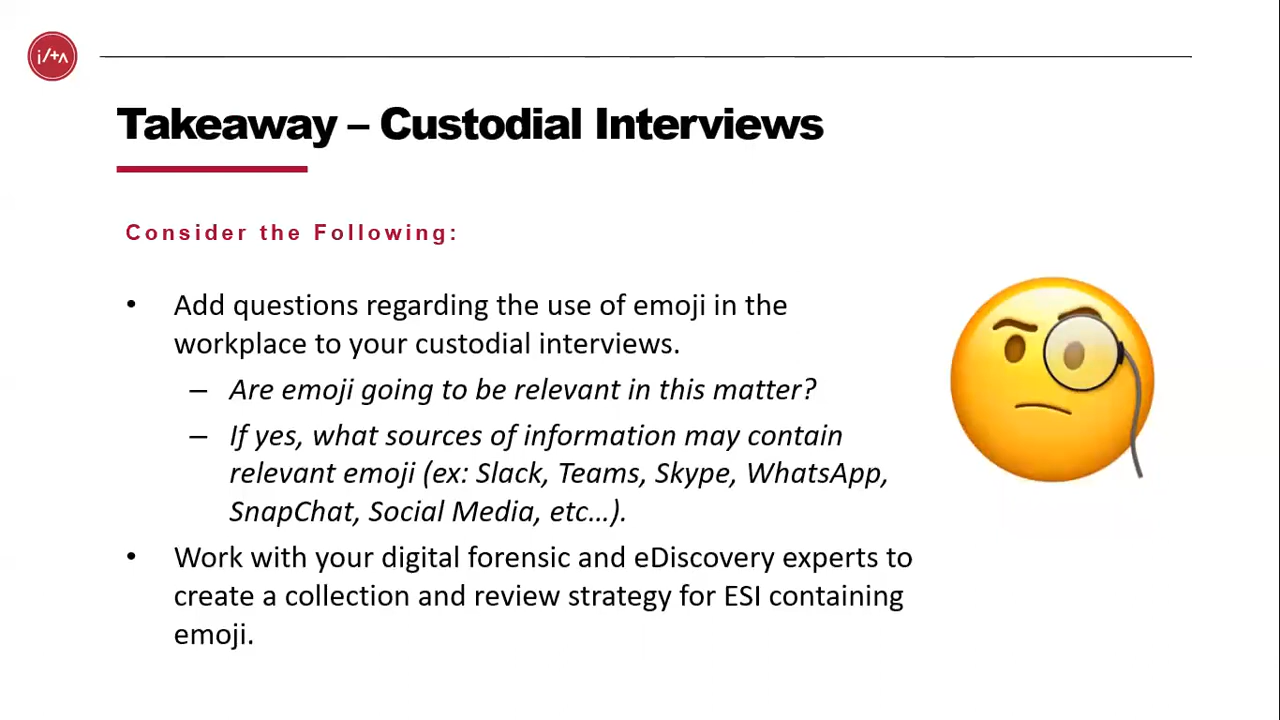 i/t∧
Takeaway – Custodial Interviews
Consider the Following:
• Add questions regarding the use of emoji in the
workplace to your custodial interviews.
– Are emoji going to be relevant in this matter?
– If yes, what sources of information may contain
relevant emoji (ex: Slack, Teams, Skype, WhatsApp,
SnapChat, Social Media, etc...).
• Work with your digital forensic and eDiscovery experts to
create a collection and review strategy for ESI containing
emoji.